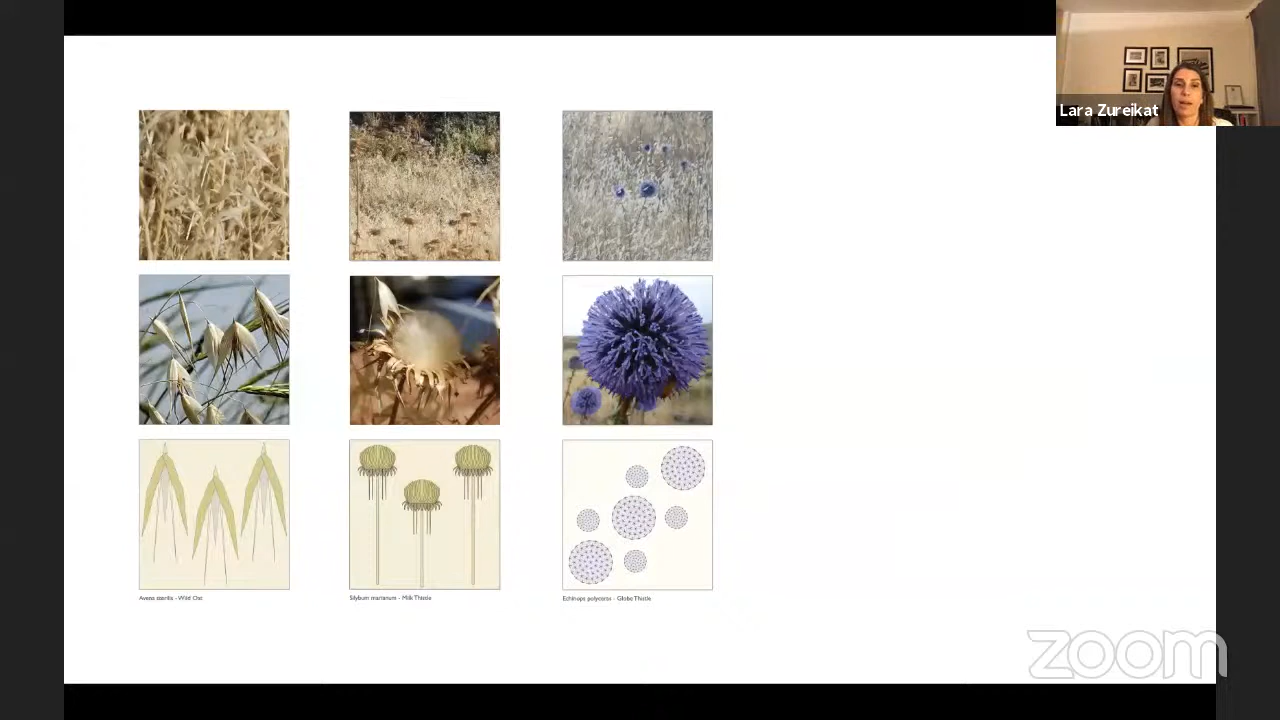 Lara Zureikat
Avena sterilis - Wild Oat
Silybum marianum - Milk Thistle
Echinops polyceras - Globe Thistle
zoom